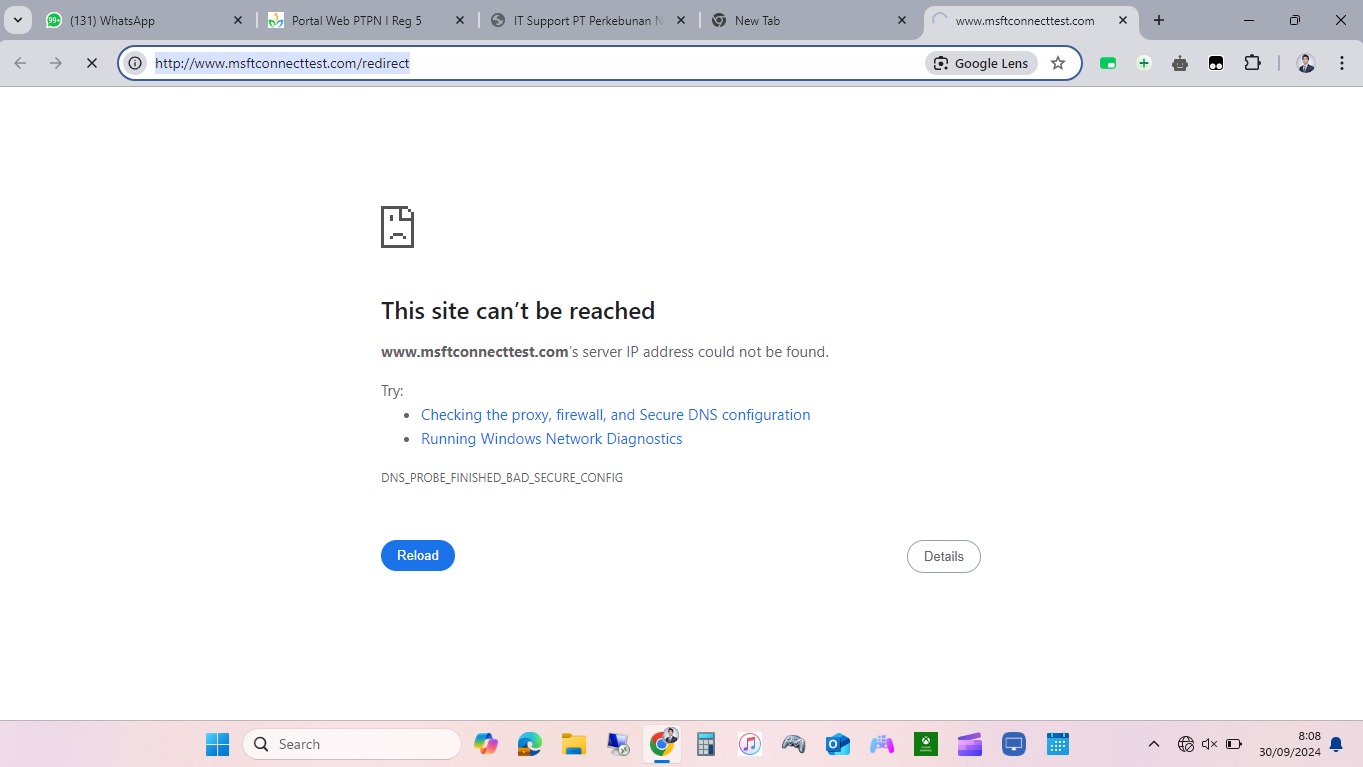 (131) WhatsApp
Portal Web PTPN I Reg 5
IT Support PT Perkebunan N
New Tab
www.msftconnecttest.com
http://www.msftconnecttest.com/redirect
Google Lens
This site can’t be reached
www.msftconnecttest.com’s server IP address could not be found.
Try:
• Checking the proxy, firewall, and Secure DNS configuration
• Running Windows Network Diagnostics
DNS_PROBE_FINISHED_BAD_SECURE_CONFIG
Reload
Details
Search
8:08
30/09/2024